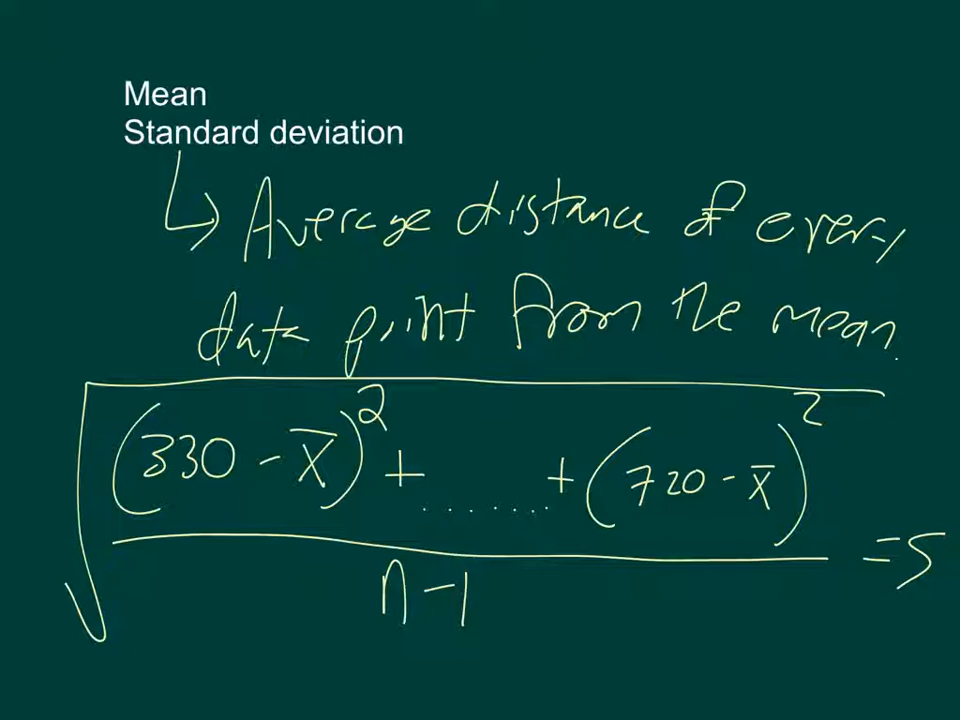 Mean
Standard deviation
↳ Average distance of every
data point from the mean.
√((330 - x̄)² + ....... + (720 - x̄)²
n-1
= s